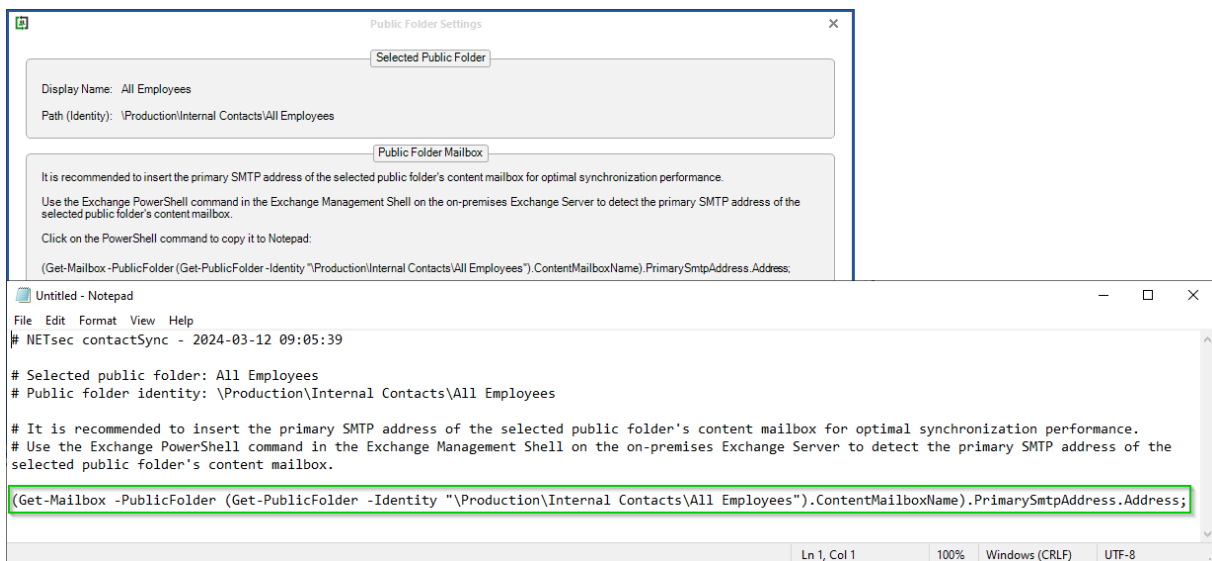 Public Folder Settings
Selected Public Folder
Display Name: All Employees
Path (Identity): \Production\Internal Contacts\All Employees
Public Folder Mailbox
It is recommended to insert the primary SMTP address of the selected public folder's content mailbox for optimal synchronization performance.
Use the Exchange PowerShell command in the Exchange Management Shell on the on-premises Exchange Server to detect the primary SMTP address of the
selected public folder's content mailbox.
Click on the PowerShell command to copy it to Notepad:
(Get-Mailbox -PublicFolder (Get-PublicFolder -Identity "\Production\Internal Contacts\All Employees").ContentMailboxName).PrimarySmtpAddress.Address;
Untitled - Notepad
File Edit Format View Help
# NETsec contactSync - 2024-03-12 09:05:39
# Selected public folder: All Employees
# Public folder identity: \Production\Internal Contacts\All Employees
# It is recommended to insert the primary SMTP address of the selected public folder's content mailbox for optimal synchronization performance.
# Use the Exchange PowerShell command in the Exchange Management Shell on the on-premises Exchange Server to detect the primary SMTP address of the
selected public folder's content mailbox.
(Get-Mailbox -PublicFolder (Get-PublicFolder -Identity "\Production\Internal Contacts\All Employees").ContentMailboxName).PrimarySmtpAddress.Address;
Ln 1, Col 1 100% Windows (CRLF) UTF-8